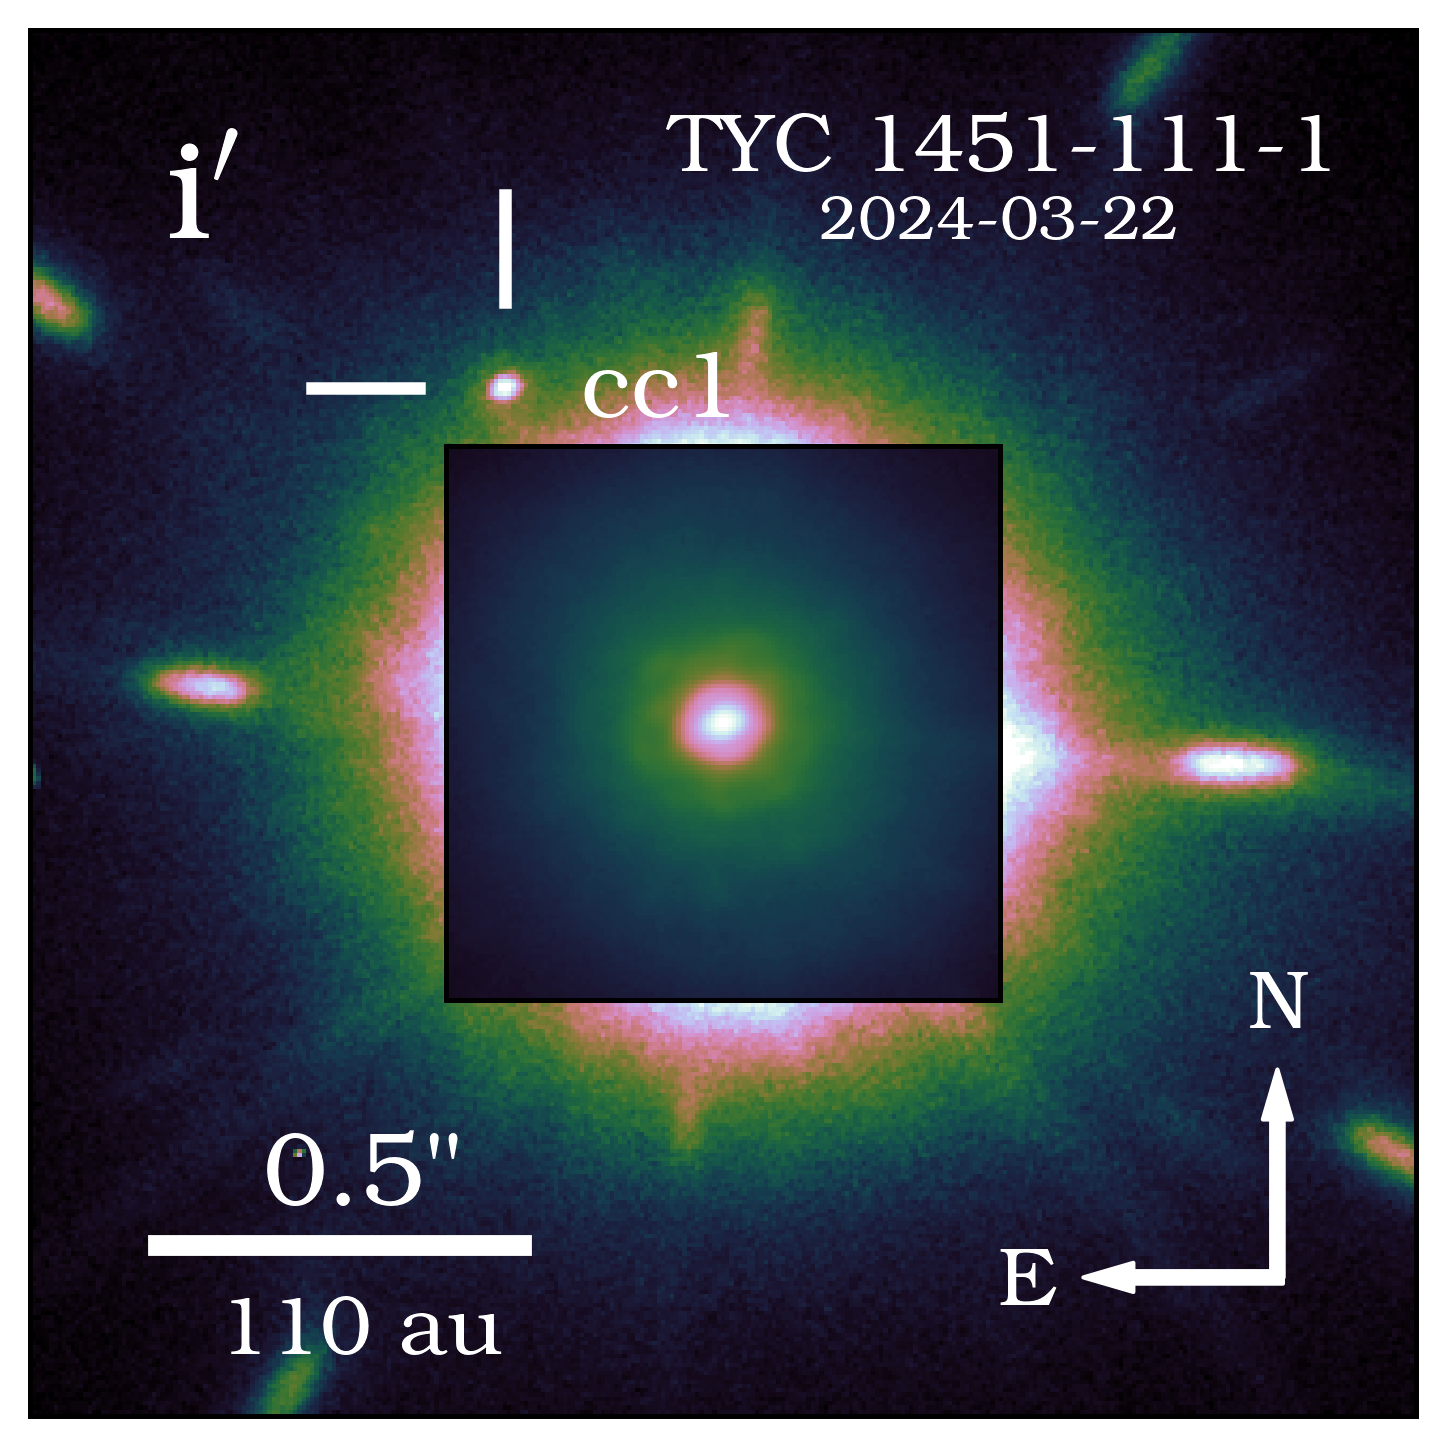 i′
TYC 1451-111-1
2024-03-22
cc1
N
0.5"
E
110 au